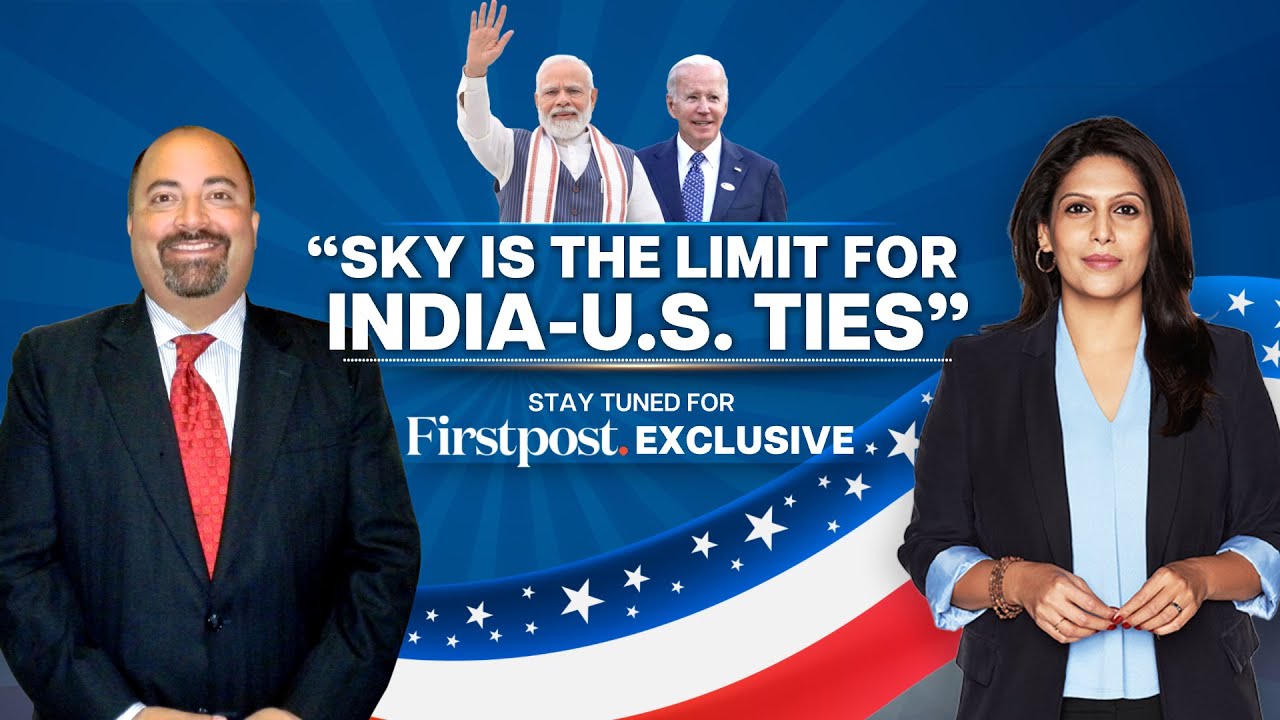 “SKY IS THE LIMIT FOR
INDIA-U.S. TIES”
STAY TUNED FOR
Firstpost. EXCLUSIVE